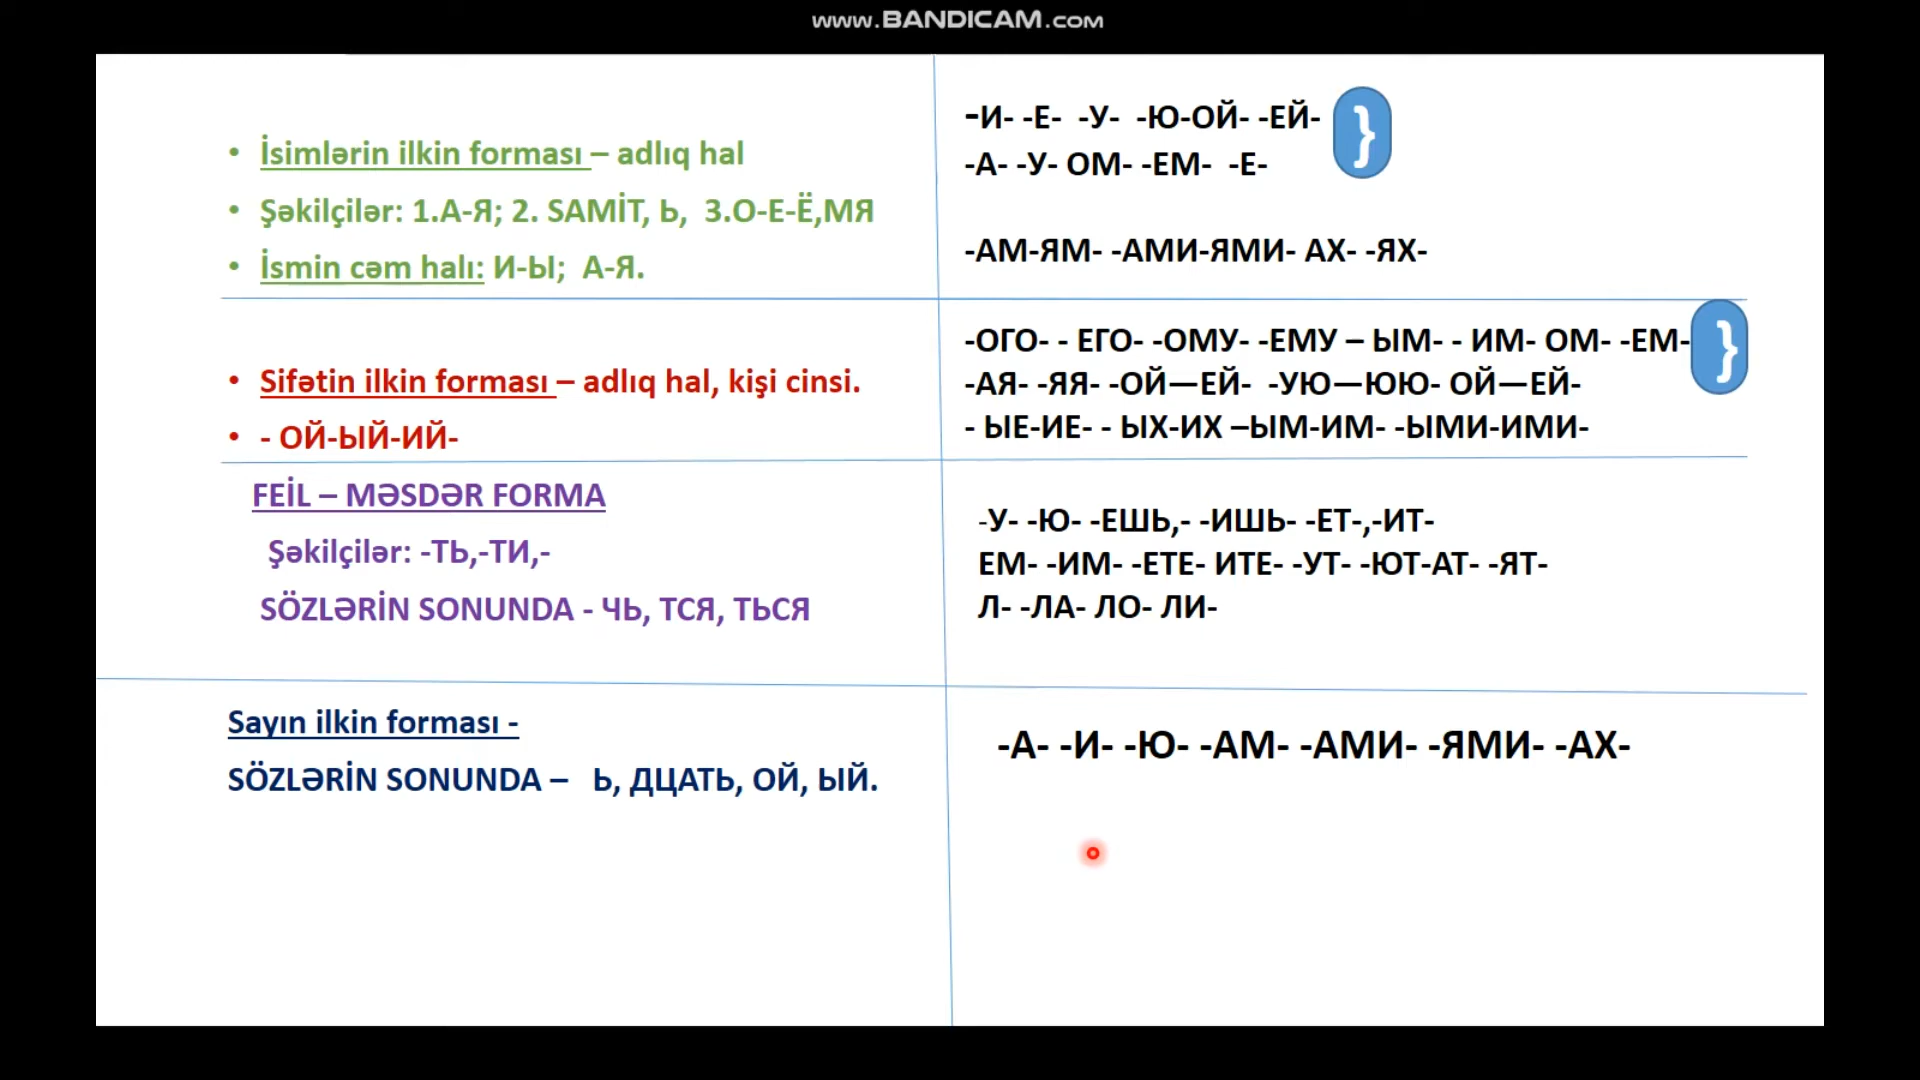 www.BANDICAM.com
• İsimlərin ilkin forması – adlıq hal
• Şəkilçilər: 1.А-Я; 2. SAMİT, Ь, 3.О-Е-Ё,МЯ
• İsmin cəm halı: И-Ы; А-Я.
-И- -Е- -У- -Ю-ОЙ- -ЕЙ- }
-А- -У- ОМ- -ЕМ- -Е-
-АМ-ЯМ- -АМИ-ЯМИ- АХ- -ЯХ-
• Sifətin ilkin forması – adlıq hal, kişi cinsi.
• - ОЙ-ЫЙ-ИЙ-
-ОГО- - ЕГО- -ОМУ- -ЕМУ – ЫМ- - ИМ- ОМ- -ЕМ- }
-АЯ- -ЯЯ- -ОЙ—ЕЙ- -УЮ—ЮЮ- ОЙ—ЕЙ-
- ЫЕ-ИЕ- - ЫХ-ИХ –ЫМ-ИМ- -ЫМИ-ИМИ-
FEİL – MƏSDƏR FORMA
Şəkilçilər: -ТЬ,-ТИ,-
SÖZLƏRİN SONUNDA - ЧЬ, ТСЯ, ТЬСЯ
-У- -Ю- -ЕШЬ,- -ИШЬ- -ЕТ-,-ИТ-
ЕМ- -ИМ- -ЕТЕ- ИТЕ- -УТ- -ЮТ-АТ- -ЯТ-
Л- -ЛА- ЛО- ЛИ-
Sayın ilkin forması -
SÖZLƏRİN SONUNDA – Ь, ДЦАТЬ, ОЙ, ЫЙ.
-А- -И- -Ю- -АМ- -АМИ- -ЯМИ- -АХ-